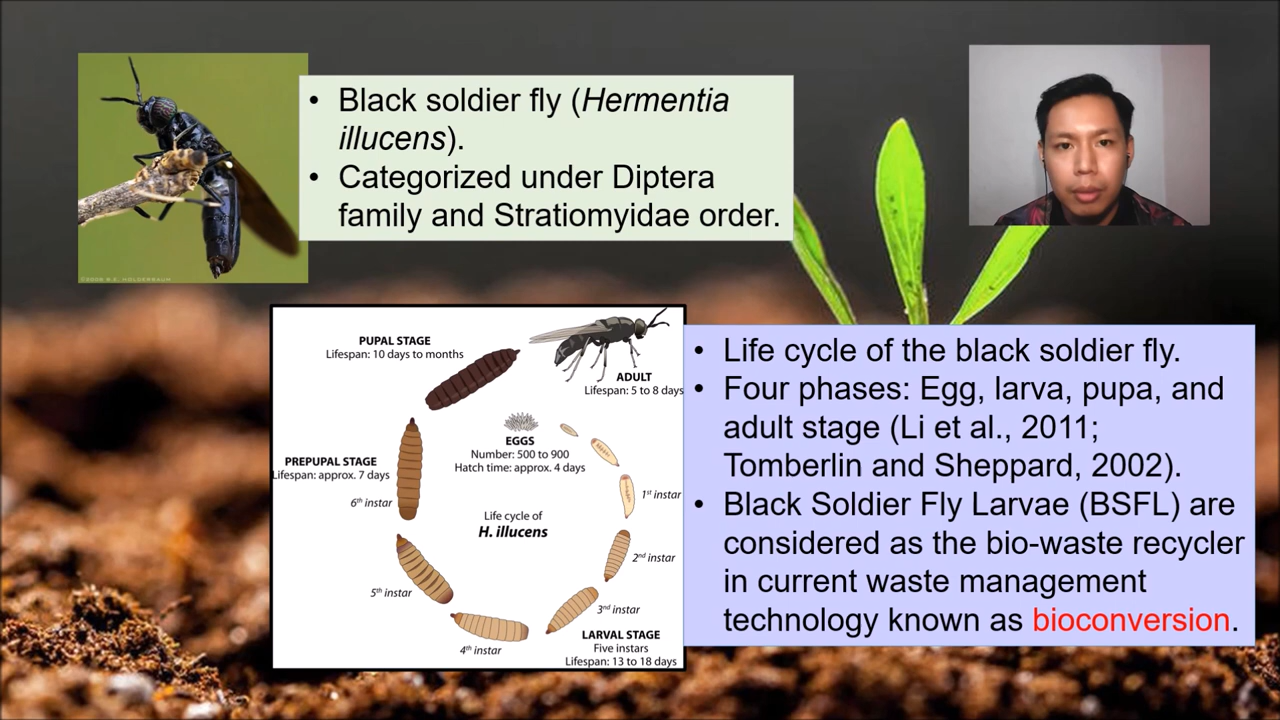 • Black soldier fly (Hermentia
illucens).
• Categorized under Diptera
family and Stratiomyidae order.
©2008 B.E. HOLDERBAUM
PUPAL STAGE
Lifespan: 10 days to months
ADULT
Lifespan: 5 to 8 days
EGGS
Number: 500 to 900
Hatch time: approx. 4 days
PREPUPAL STAGE
Lifespan: approx. 7 days
6th instar
1st instar
Life cycle of
H. illucens
2nd instar
5th instar
3rd instar
4th instar
LARVAL STAGE
Five instars
Lifespan: 13 to 18 days
• Life cycle of the black soldier fly.
• Four phases: Egg, larva, pupa, and
adult stage (Li et al., 2011;
Tomberlin and Sheppard, 2002).
• Black Soldier Fly Larvae (BSFL) are
considered as the bio-waste recycler
in current waste management
technology known as bioconversion.